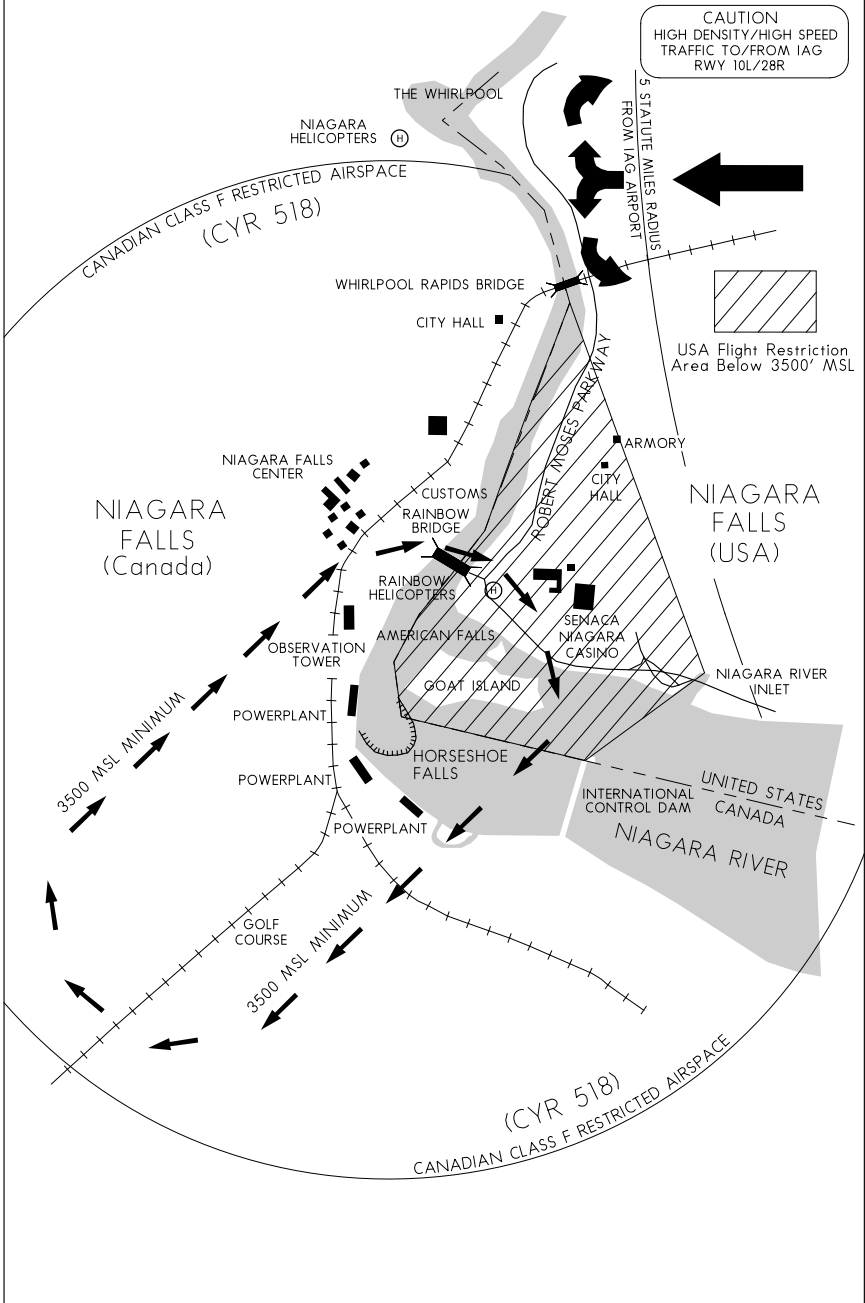 CAUTION
HIGH DENSITY/HIGH SPEED
TRAFFIC TO/FROM IAG
RWY 10L/28R
5 STATUTE MILES RADIUS
FROM IAG AIRPORT
THE WHIRLPOOL
NIAGARA
HELICOPTERS
H
CANADIAN CLASS F RESTRICTED AIRSPACE
(CYR 518)
WHIRLPOOL RAPIDS BRIDGE
CITY HALL
USA Flight Restriction
Area Below 3500' MSL
ROBERT MOSES PARKWAY
ARMORY
CITY
HALL
NIAGARA FALLS
CENTER
CUSTOMS
RAINBOW
BRIDGE
NIAGARA
FALLS
(Canada)
NIAGARA
FALLS
(USA)
RAINBOW
HELICOPTERS
H
SENACA
NIAGARA
CASINO
AMERICAN FALLS
OBSERVATION
TOWER
GOAT ISLAND
NIAGARA RIVER
INLET
POWERPLANT
3500 MSL MINIMUM
HORSESHOE
FALLS
POWERPLANT
INTERNATIONAL
CONTROL DAM
UNITED STATES
CANADA
POWERPLANT
NIAGARA RIVER
GOLF
COURSE
3500 MSL MINIMUM
(CYR 518)
CANADIAN CLASS F RESTRICTED AIRSPACE